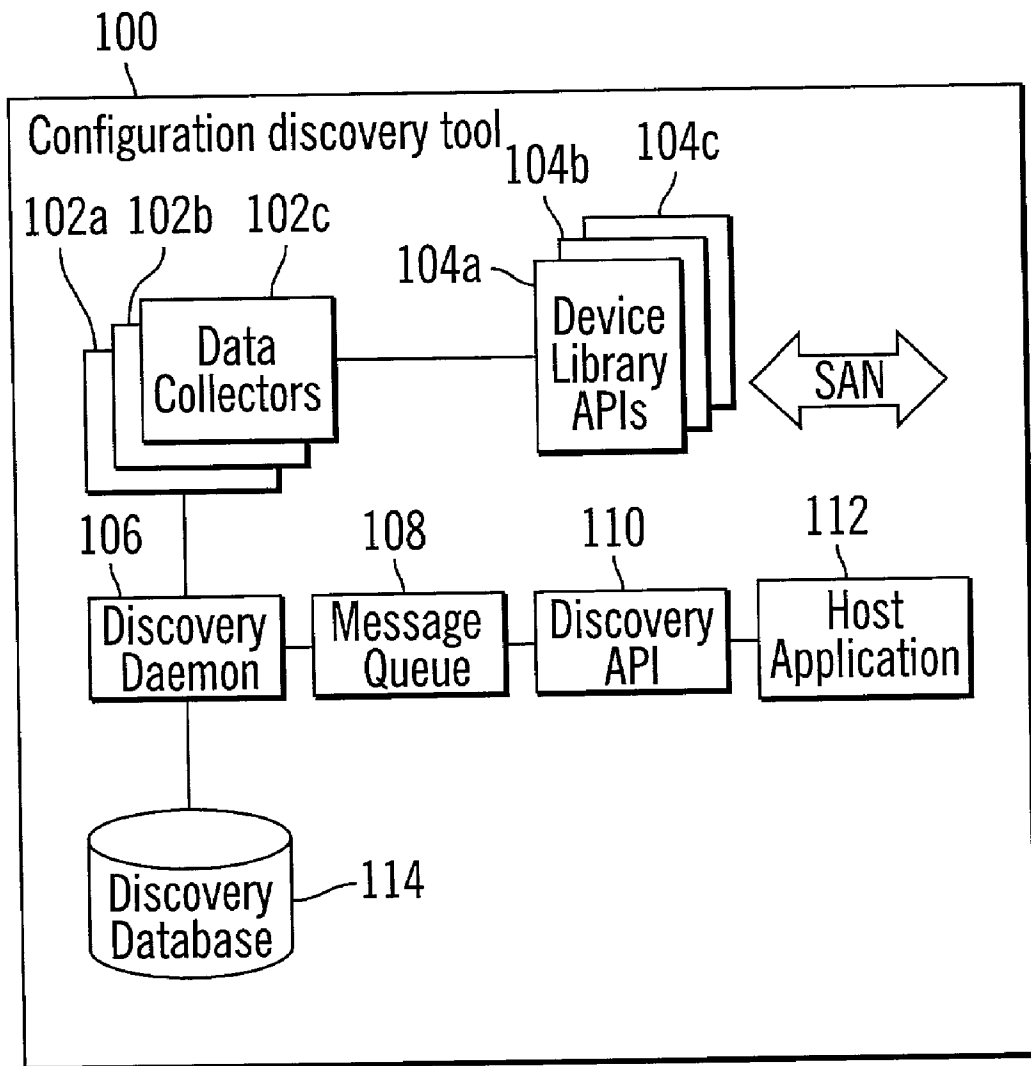 100
Configuration discovery tool
102a 102b 102c
104b 104c
104a
Data
Collectors
Device
Library
APIs
SAN
106
108
110
112
Discovery
Daemon
Message
Queue
Discovery
API
Host
Application
Discovery
Database
114